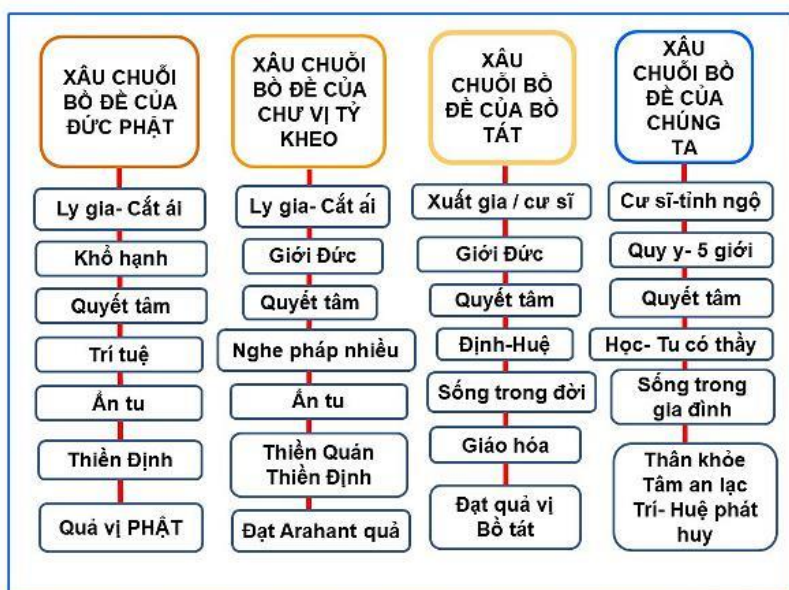 XÂU CHUỖI
BỒ ĐỀ CỦA
ĐỨC PHẬT
Ly gia- Cắt ái
Khổ hạnh
Quyết tâm
Trí tuệ
Ẩn tu
Thiền Định
Quả vị PHẬT
XÂU CHUỖI
BỒ ĐỀ CỦA
CHƯ VỊ TỲ
KHEO
Ly gia- Cắt ái
Giới Đức
Quyết tâm
Nghe pháp nhiều
Ẩn tu
Thiền Quán
Thiền Định
Đạt Arahant quả
XÂU
CHUỖI BỒ
ĐỀ CỦA BỒ
TÁT
Xuất gia / cư sĩ
Giới Đức
Quyết tâm
Định-Huệ
Sống trong đời
Giáo hóa
Đạt quả vị
Bồ tát
XÂU
CHUỖI BỒ
ĐỀ CỦA
CHÚNG
TA
Cư sĩ-tỉnh ngộ
Quy y- 5 giới
Quyết tâm
Học- Tu có thầy
Sống trong
gia đình
Thân khỏe
Tâm an lạc
Trí- Huệ phát
huy